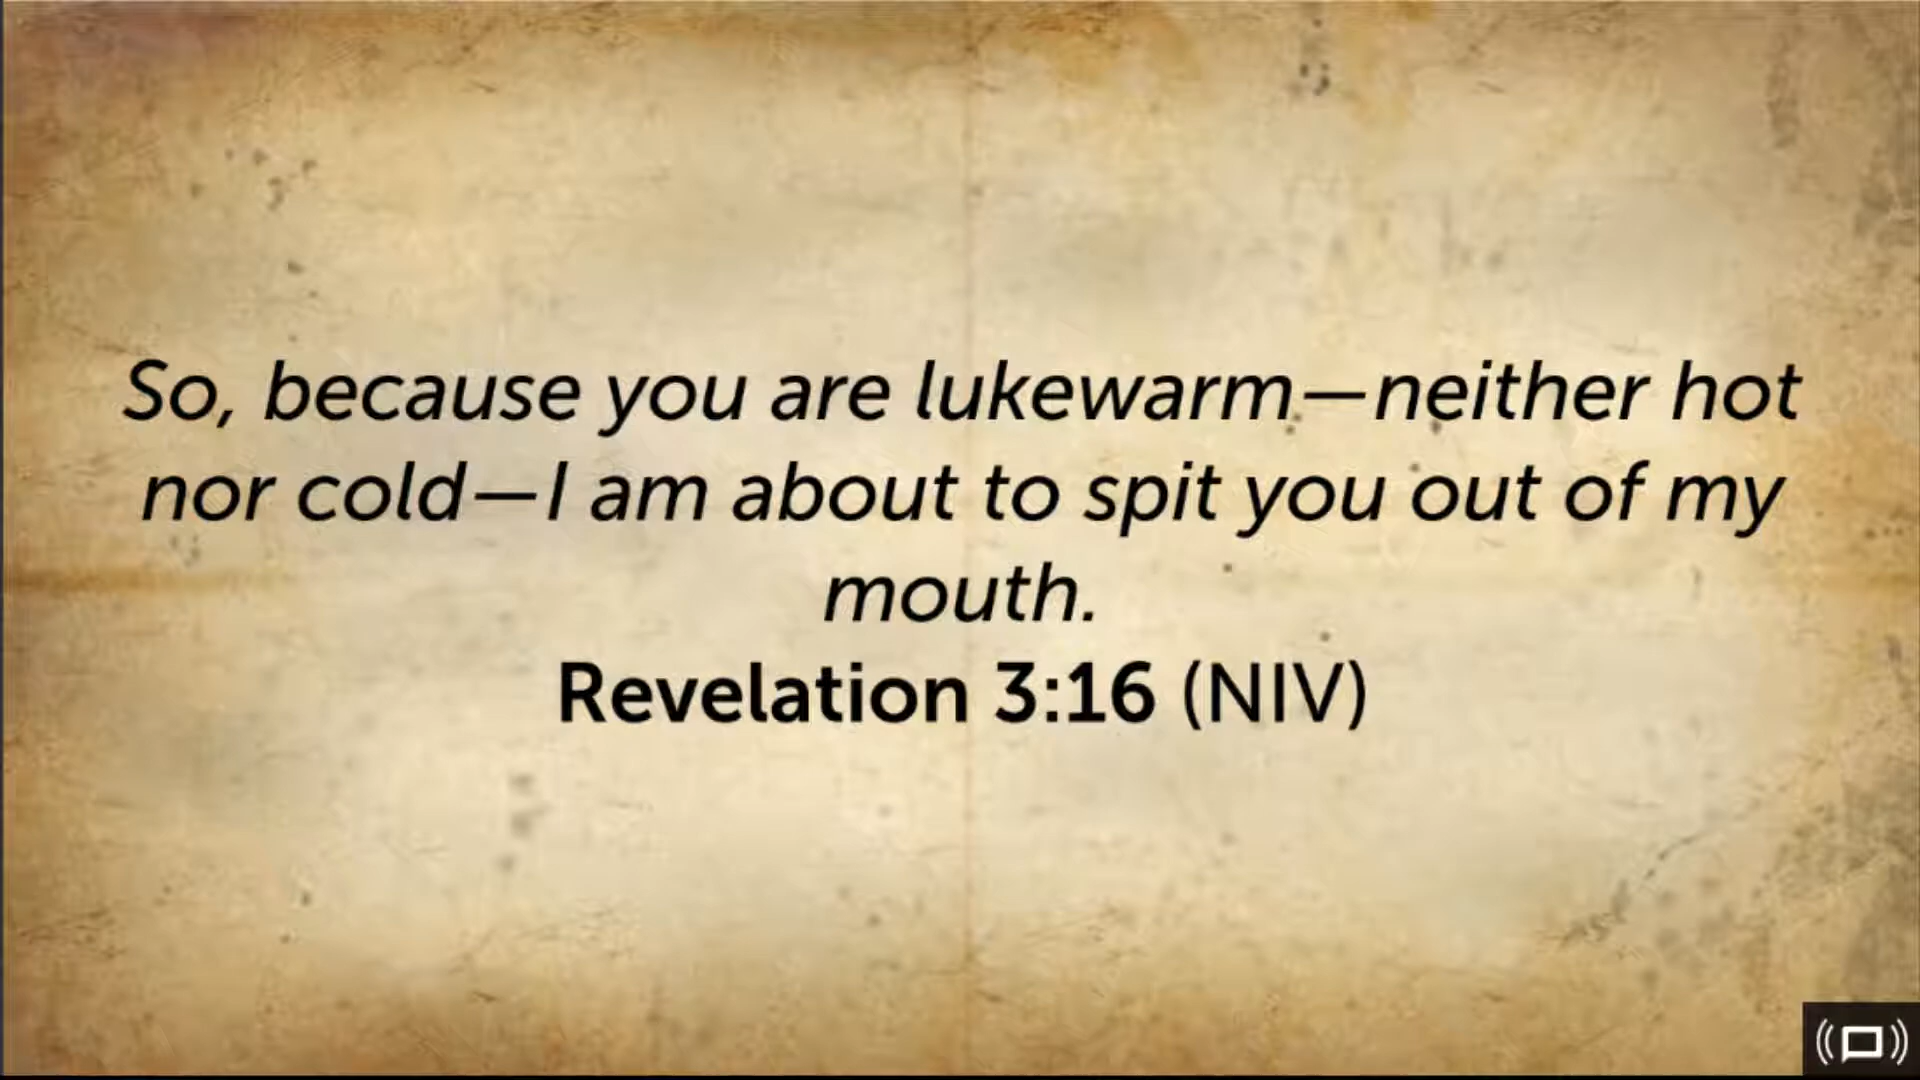 So, because you are lukewarm—neither hot
nor cold—I am about to spit you out of my
mouth.
Revelation 3:16 (NIV)